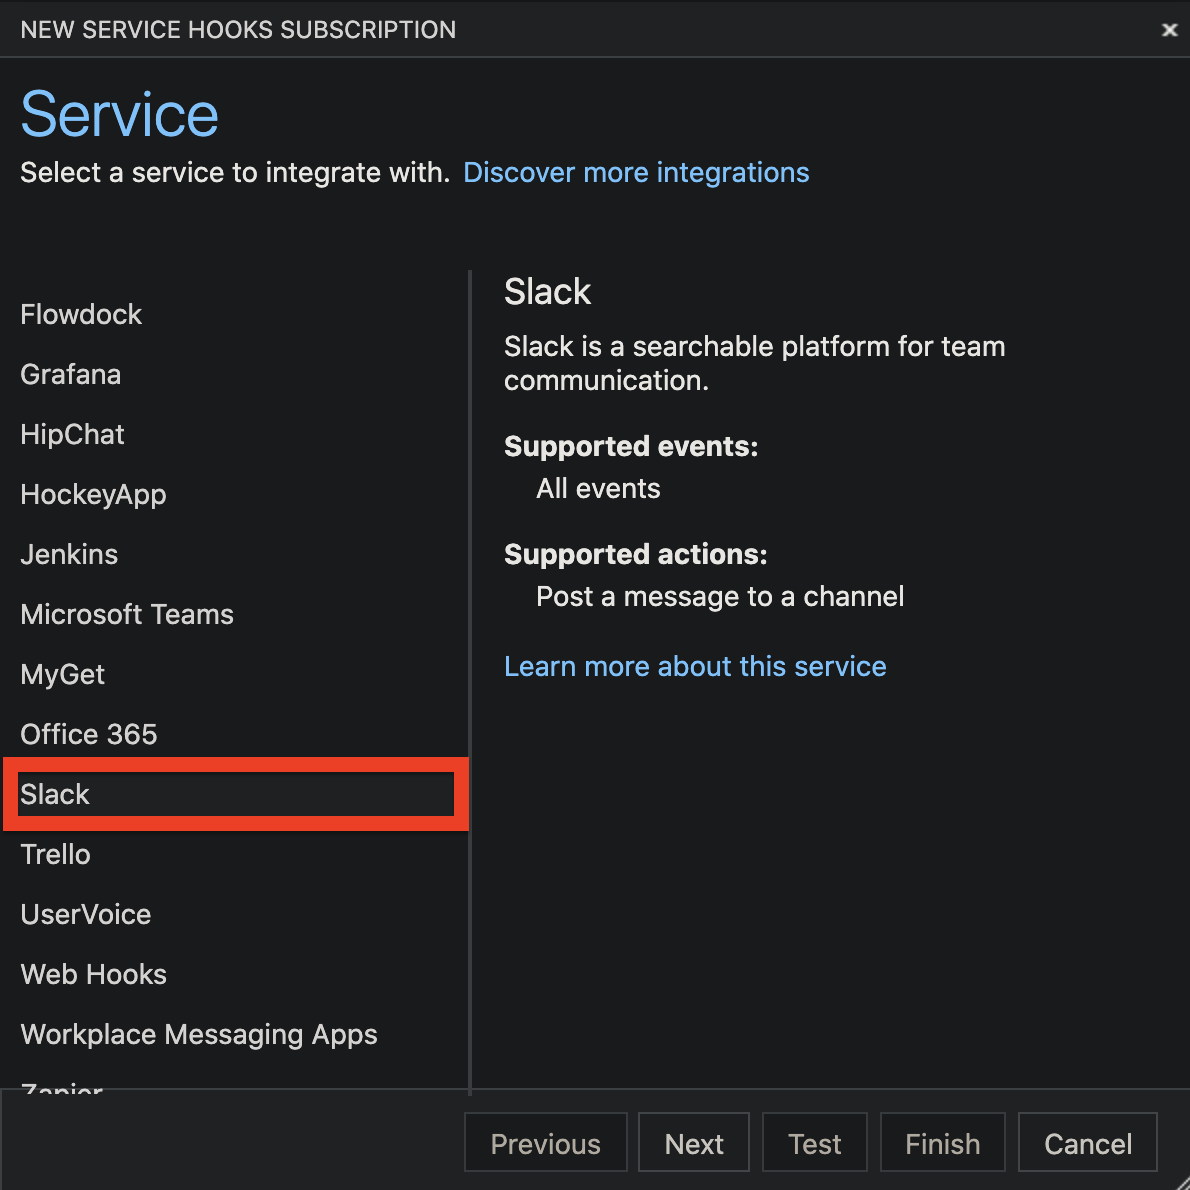 NEW SERVICE HOOKS SUBSCRIPTION
Service
Select a service to integrate with. Discover more integrations
Flowdock
Grafana
HipChat
HockeyApp
Jenkins
Microsoft Teams
MyGet
Office 365
Slack
Trello
UserVoice
Web Hooks
Workplace Messaging Apps
Zapier
Slack
Slack is a searchable platform for team
communication.
Supported events:
All events
Supported actions:
Post a message to a channel
Learn more about this service
Previous
Next
Test
Finish
Cancel